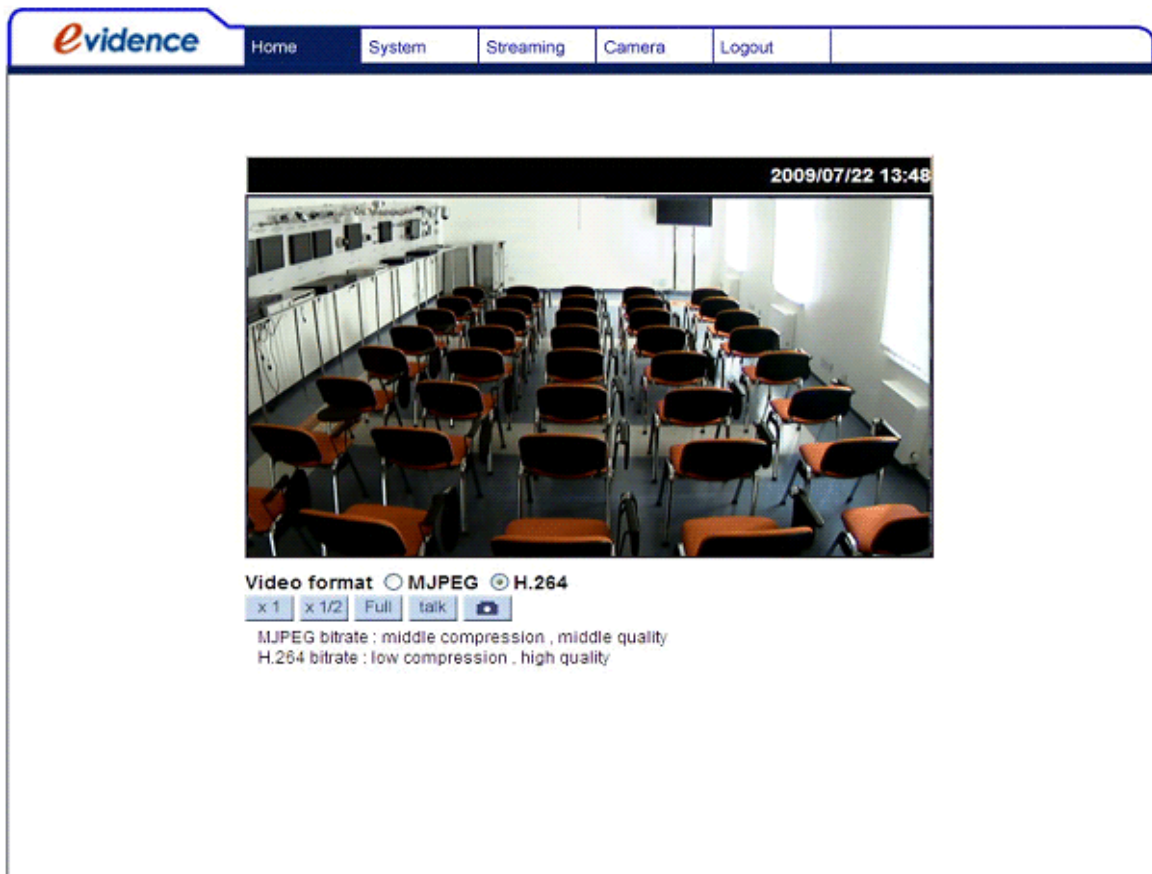 evidence
Home System Streaming Camera Logout
2009/07/22 13:48
Video format MJPEG H.264
x 1 x 1/2 Full talk
MJPEG bitrate : middle compression , middle quality
H.264 bitrate : low compression , high quality